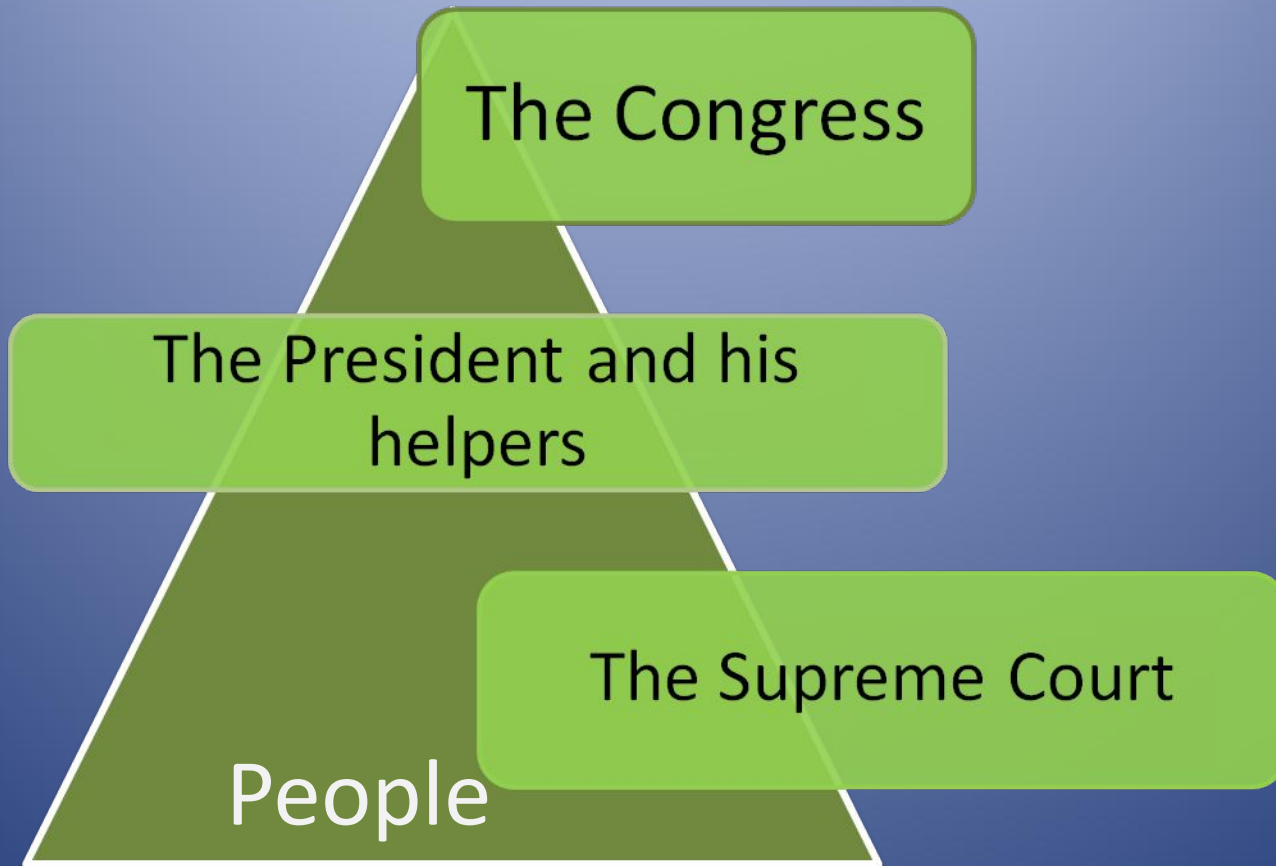 The Congress
The President and his
helpers
The Supreme Court
People